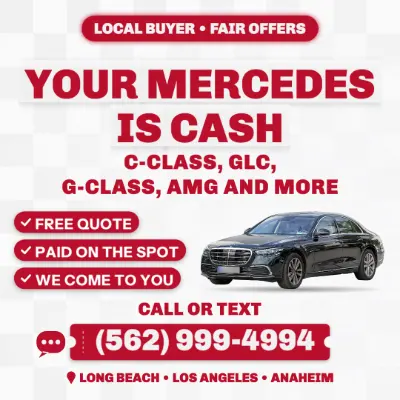 LOCAL BUYER • FAIR OFFERS
YOUR MERCEDES
IS CASH
C-CLASS, GLC,
G-CLASS, AMG AND MORE
FREE QUOTE
PAID ON THE SPOT
WE COME TO YOU
CALL OR TEXT
(562) 999-4994
LONG BEACH • LOS ANGELES • ANAHEIM